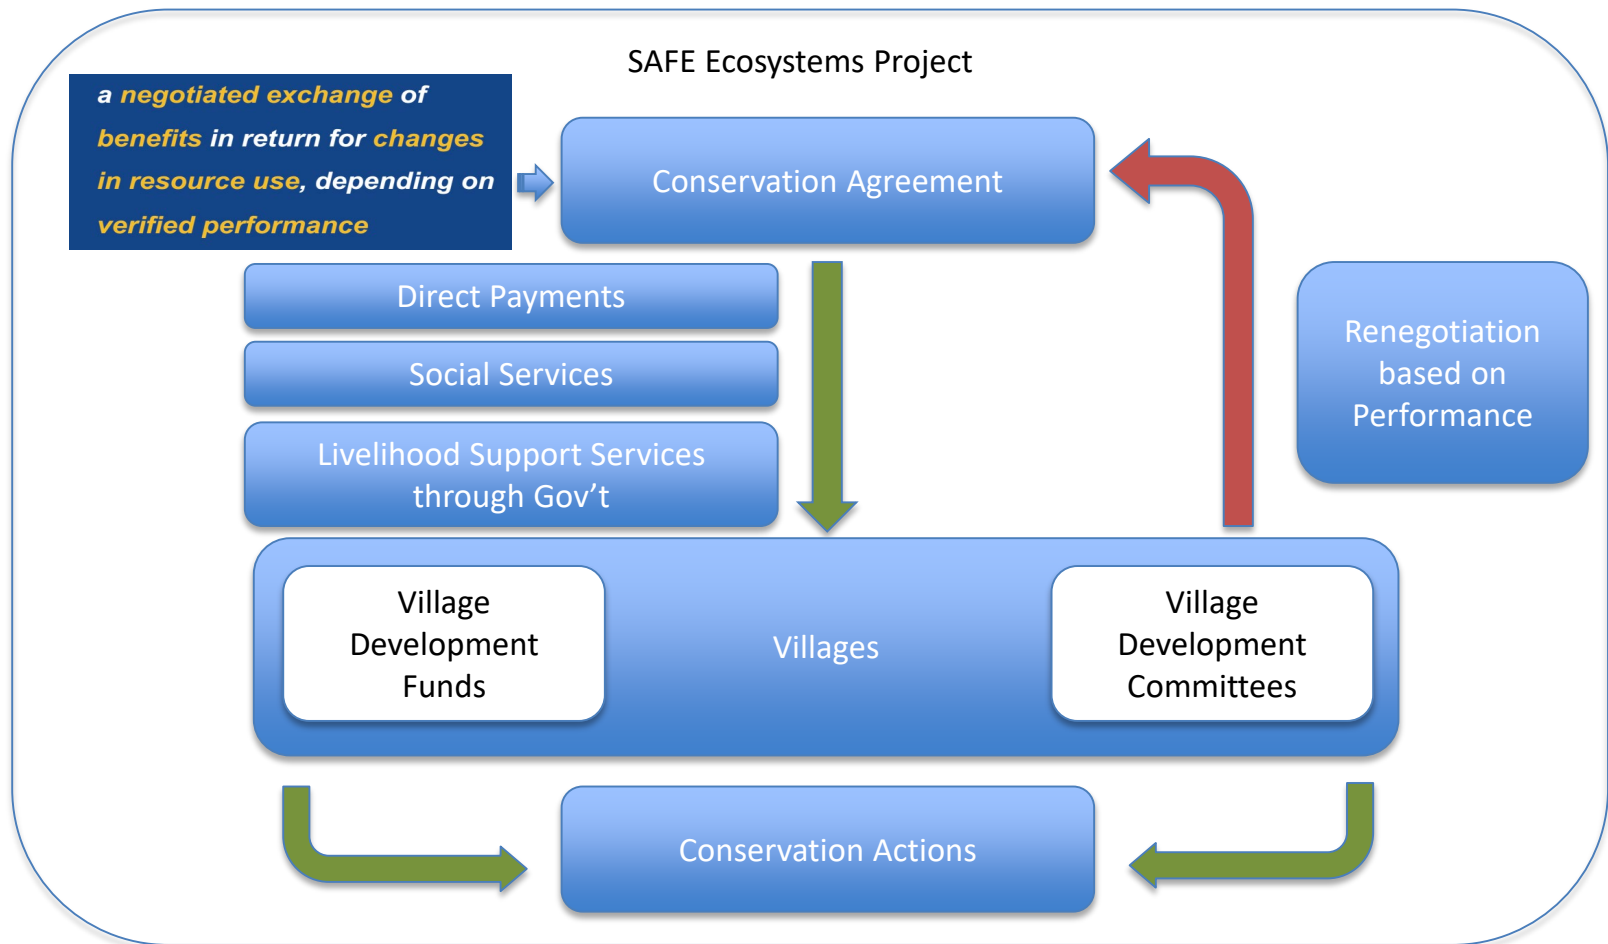 SAFE Ecosystems Project
a negotiated exchange of
benefits in return for changes
in resource use, depending on
verified performance
Conservation Agreement
Direct Payments
Social Services
Livelihood Support Services
through Gov’t
Renegotiation
based on
Performance
Village
Development
Funds
Villages
Village
Development
Committees
Conservation Actions